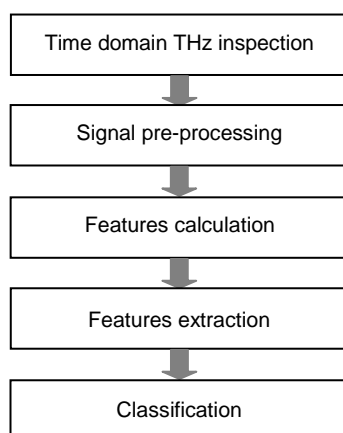 Time domain THz inspection
Signal pre-processing
Features calculation
Features extraction
Classification